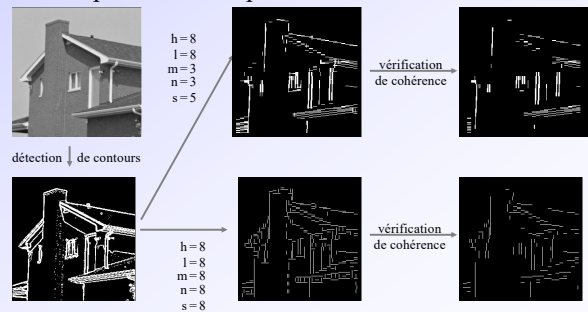 h=8
l=8
m=3
n=3
s=5
vérification
de cohérence
détection de contours
h=8
l=8
m=8
n=8
s=8
vérification
de cohérence